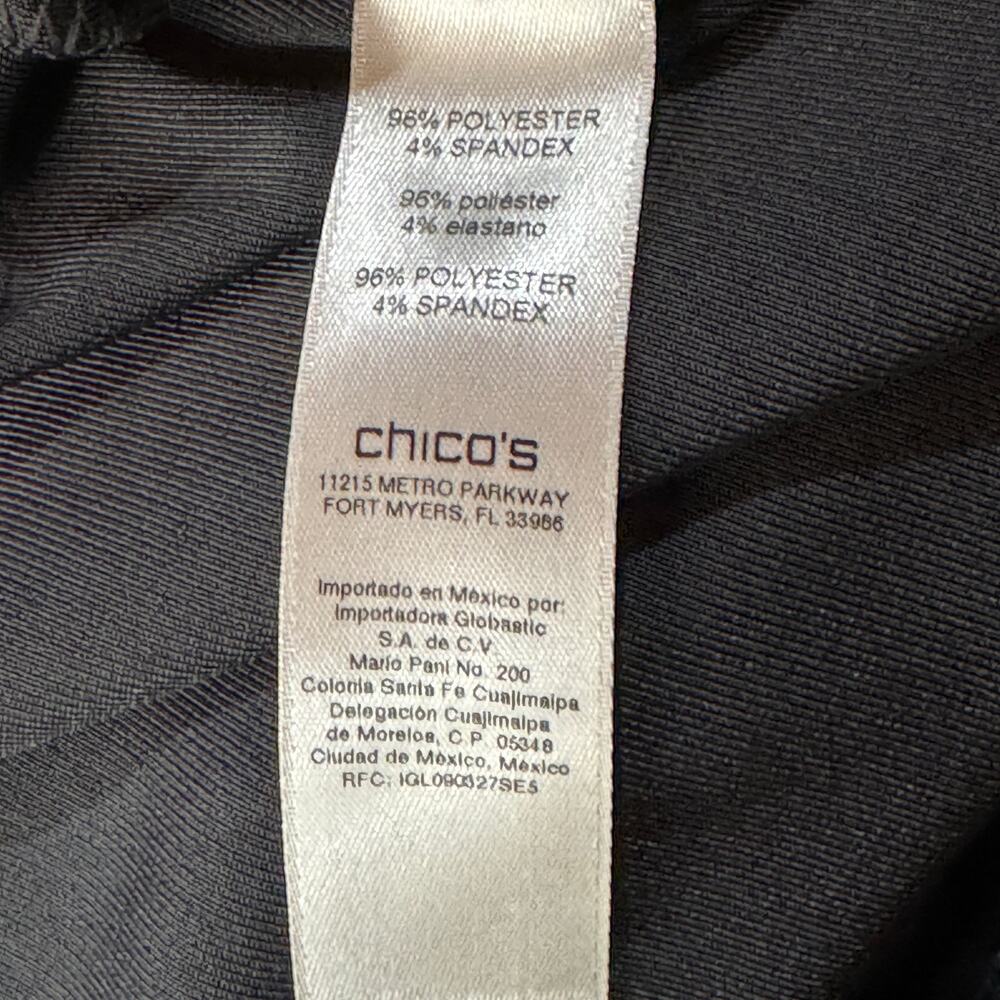 96% POLYESTER
4% SPANDEX
96% poliéster
4% elastano
96% POLYESTER
4% SPANDEX
chico's
11215 METRO PARKWAY
FORT MYERS, FL 33966
Importado en México por:
Importadora Globastic
S.A. de C.V.
Mario Pani No. 200
Colonia Santa Fe Cuajimalpa
Delegación Cuajimalpa
de Morelos, C.P. 05348
Ciudad de México, México
RFC: IGL090327SE5